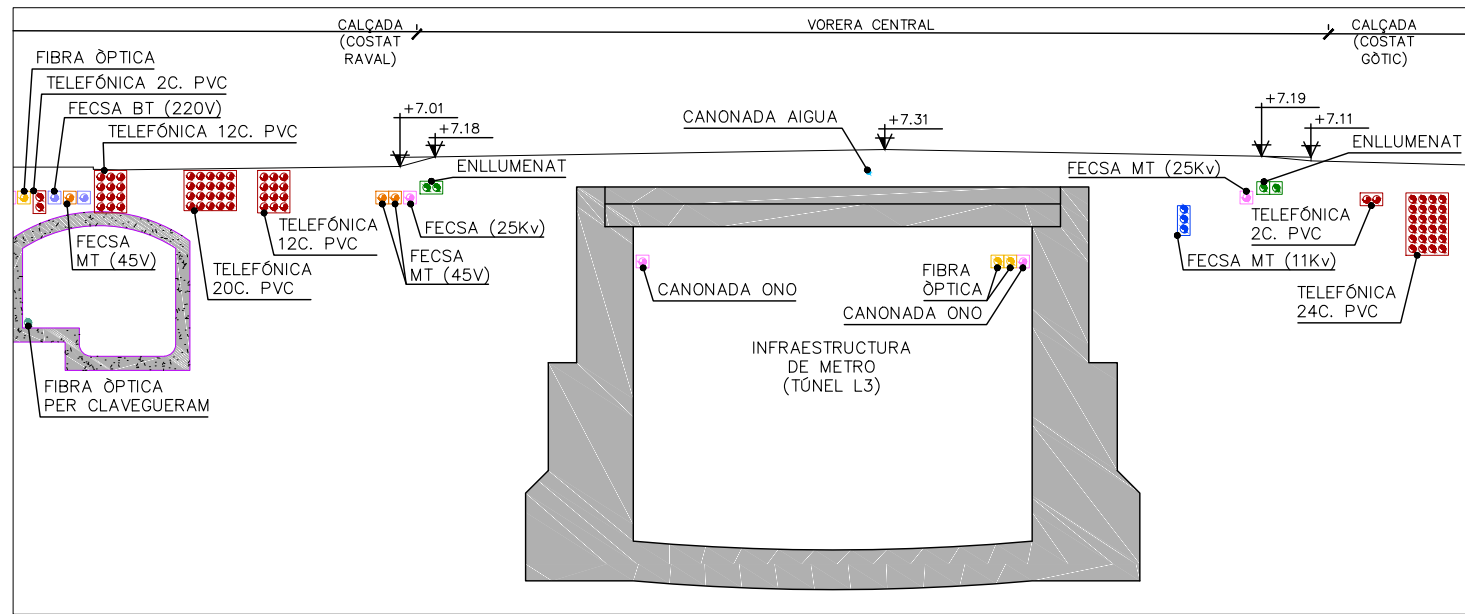 CALÇADA
(COSTAT
RAVAL)
VORERA CENTRAL
CALÇADA
(COSTAT
GÒTIC)
FIBRA ÒPTICA
TELEFÓNICA 2C. PVC
FECSA BT (220V)
TELEFÓNICA 12C. PVC
+7.01
+7.18
ENLLUMENAT
CANONADA AIGUA
+7.31
+7.19
+7.11
ENLLUMENAT
FECSA MT (25Kv)
FECSA
MT (45V)
TELEFÓNICA
20C. PVC
TELEFÓNICA
12C. PVC
FECSA (25Kv)
FECSA
MT (45V)
CANONADA ONO
FIBRA
ÒPTICA
CANONADA ONO
TELEFÓNICA
2C. PVC
FECSA MT (11Kv)
TELEFÓNICA
24C. PVC
INFRAESTRUCTURA
DE METRO
(TÚNEL L3)
FIBRA ÒPTICA
PER CLAVEGUERAM